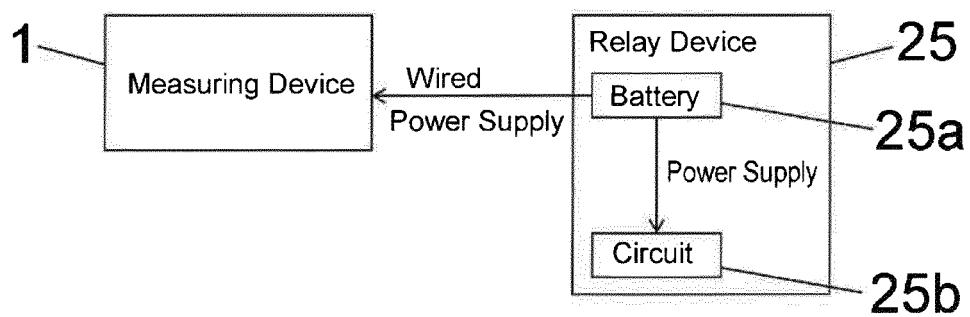 1
Measuring Device
Wired
Power Supply
Relay Device
25
Battery
25a
Power Supply
Circuit
25b